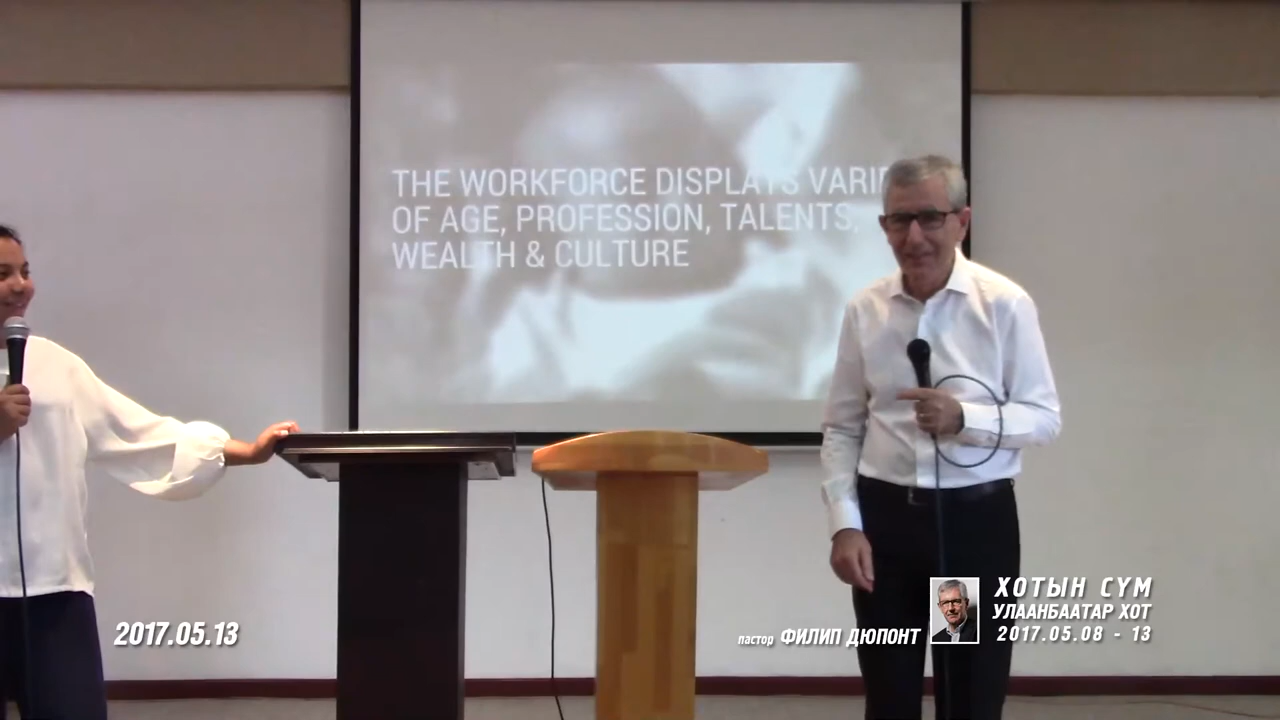 THE WORKFORCE DISPLAYS
OF AGE, PROFESSION, TALENTS,
WEALTH & CULTURE
2017.05.13
пастор ФИЛИП ДЮПОНТ
ХОТЫН СҮМ
УЛААНБААТАР ХОТ
2017.05.08 - 13